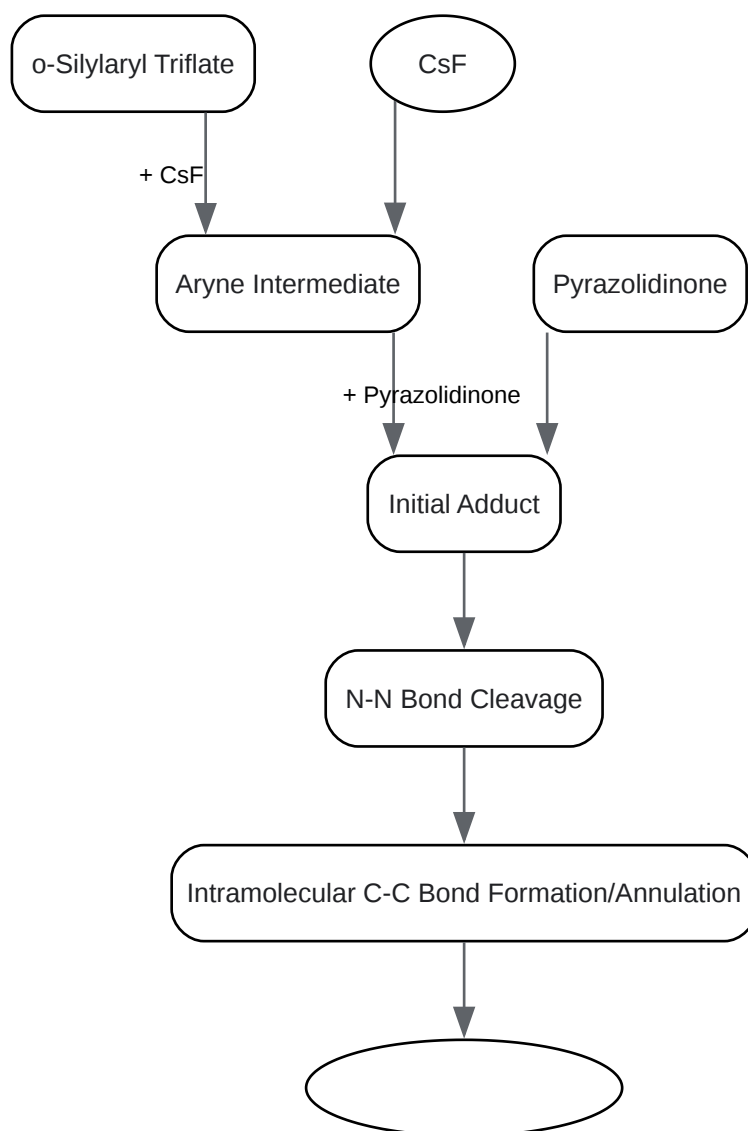 o-Silylaryl Triflate
CsF
+ CsF
Aryne Intermediate
Pyrazolidinone
+ Pyrazolidinone
Initial Adduct
N-N Bond Cleavage
Intramolecular C-C Bond Formation/Annulation